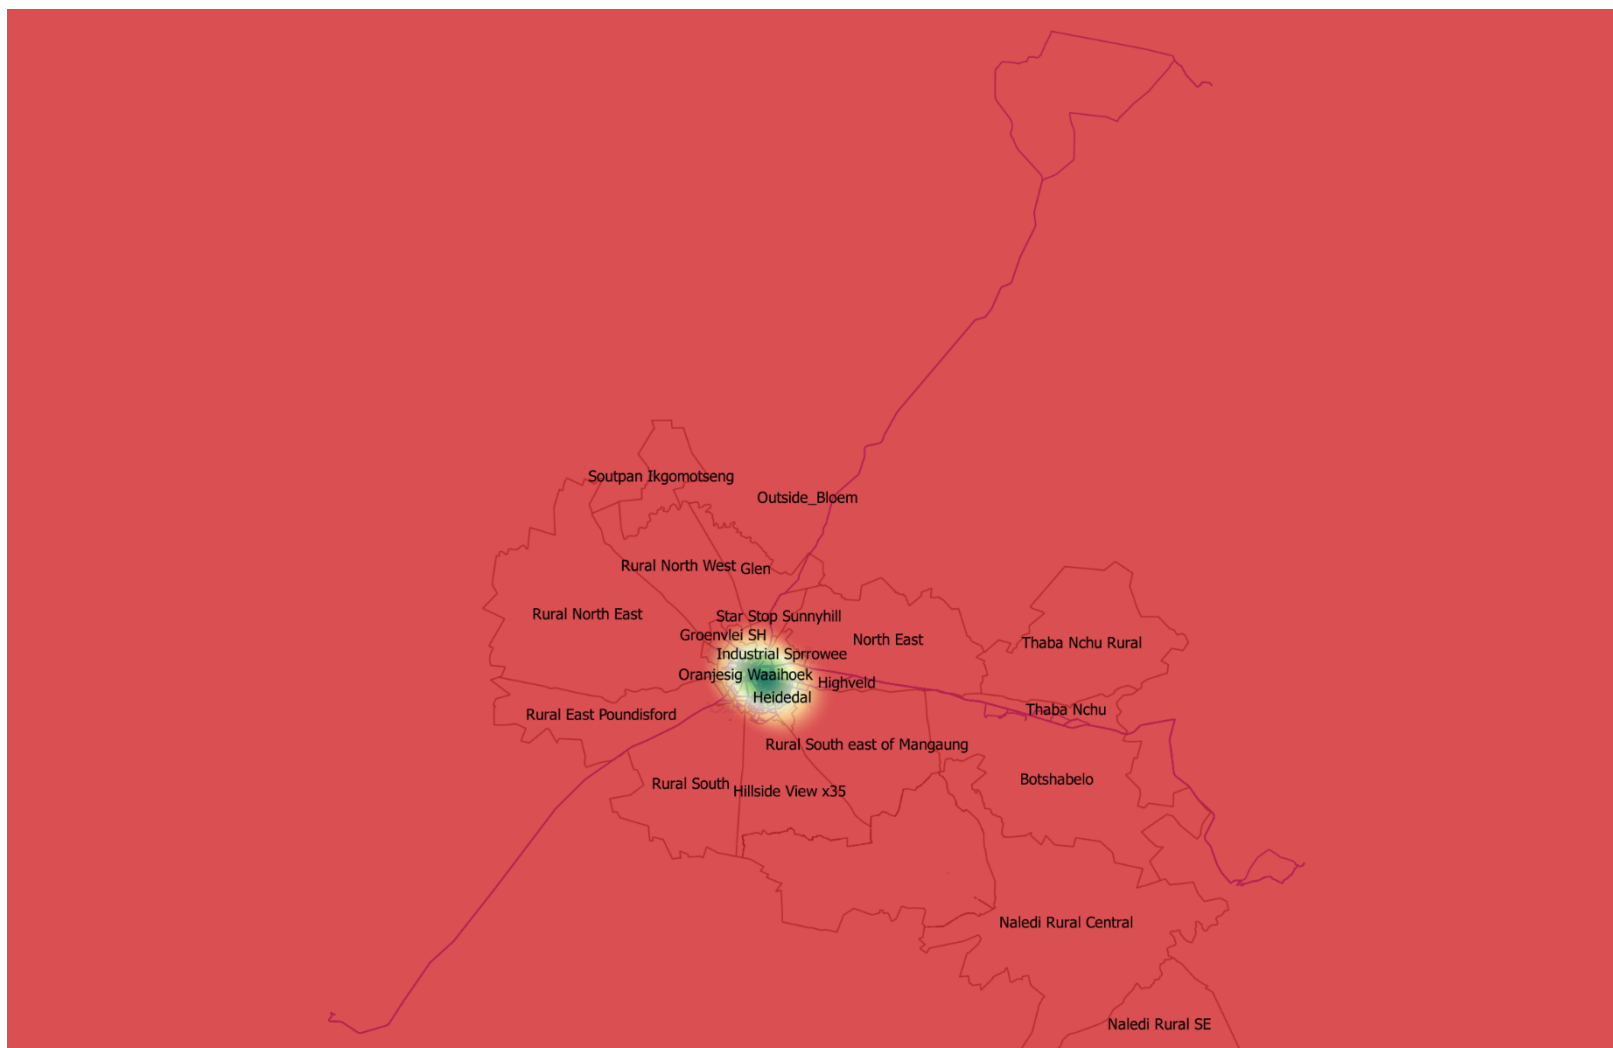 Soutpan Ikgomotseng
Outside_Bloem
Rural North West
Glen
Rural North East
Star Stop Sunnyhill
Groenvlei SH
North East
Thaba Nchu Rural
Industrial Sprrowee
Oranjesig Waaihoek
Highveld
Heidedal
Thaba Nchu
Rural East Poundisford
Rural South east of Mangaung
Botshabelo
Rural South
Hillside View x35
Naledi Rural Central
Naledi Rural SE